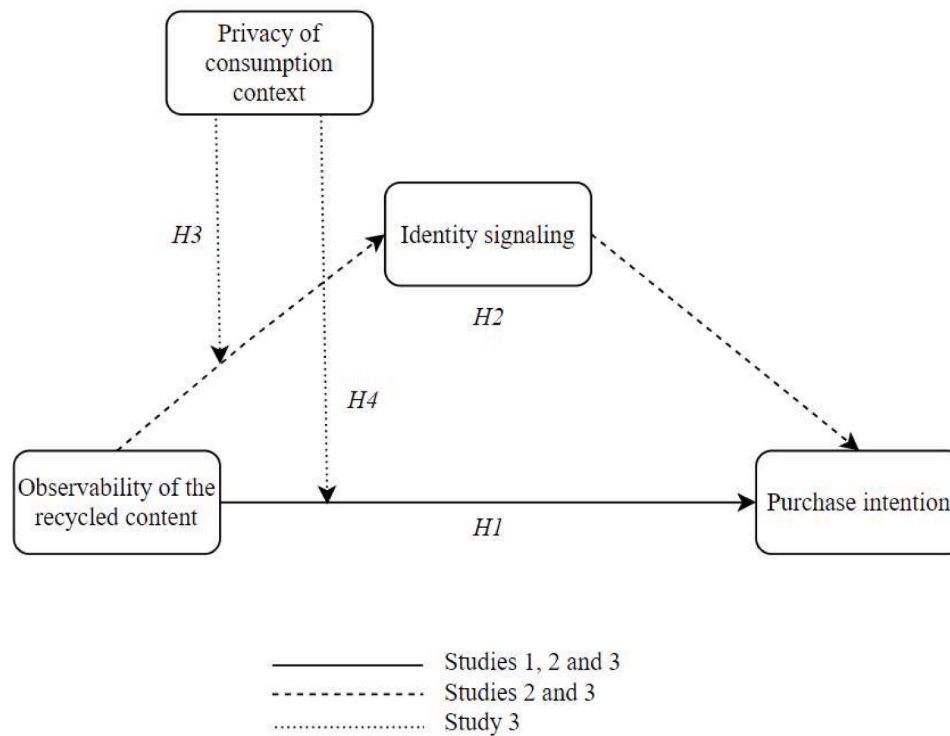 Privacy of
consumption
context
H3
Identity signaling
H2
H4
Observability of the
recycled content
H1
Purchase intention
Studies 1, 2 and 3
Studies 2 and 3
Study 3